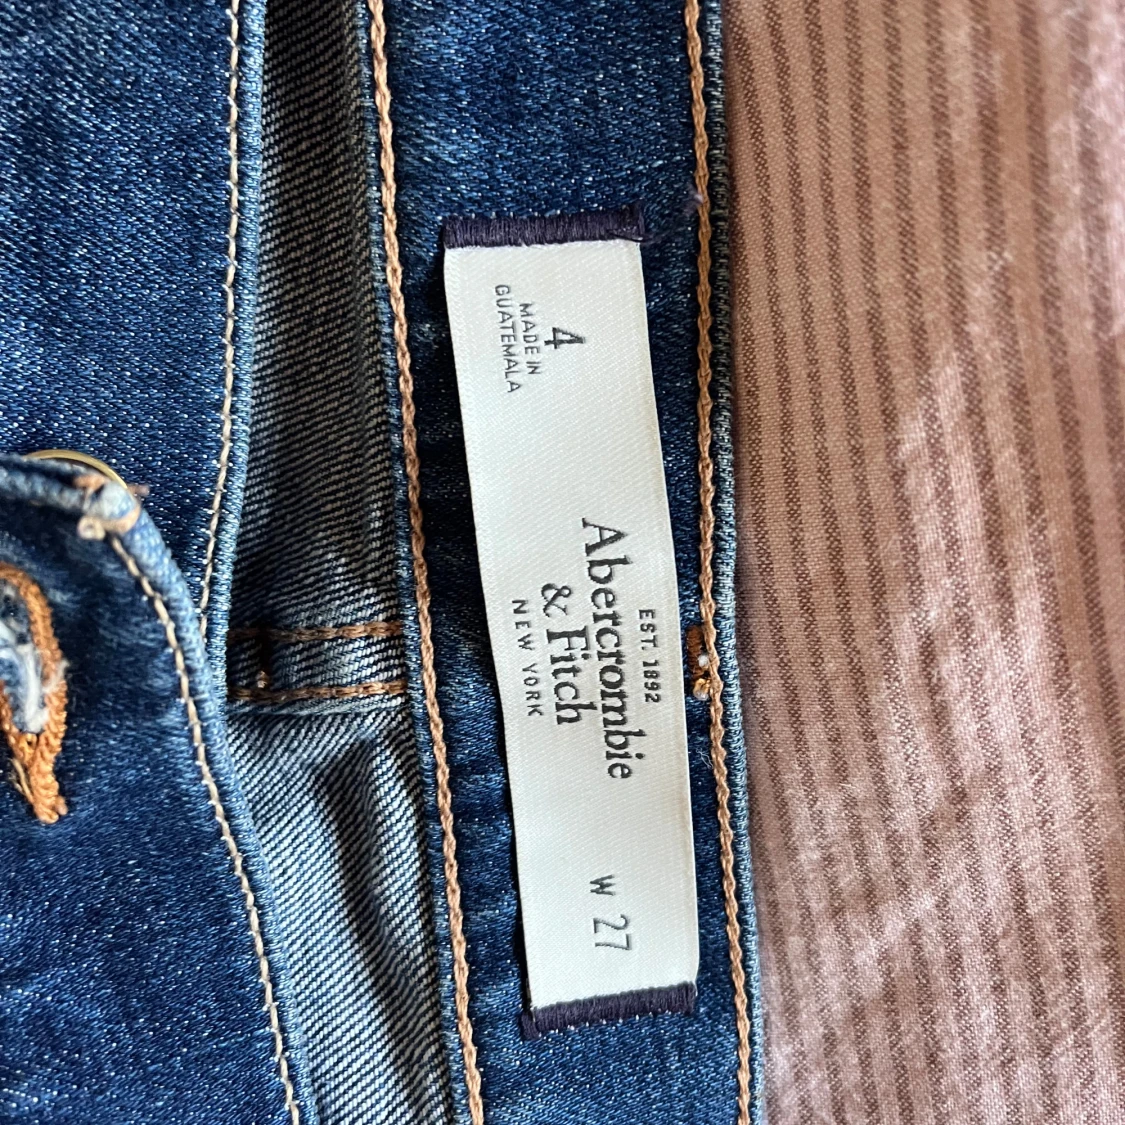 4
MADE IN
GUATEMALA
EST. 1892
Abercrombie
& Fitch
NEW YORK
W 27